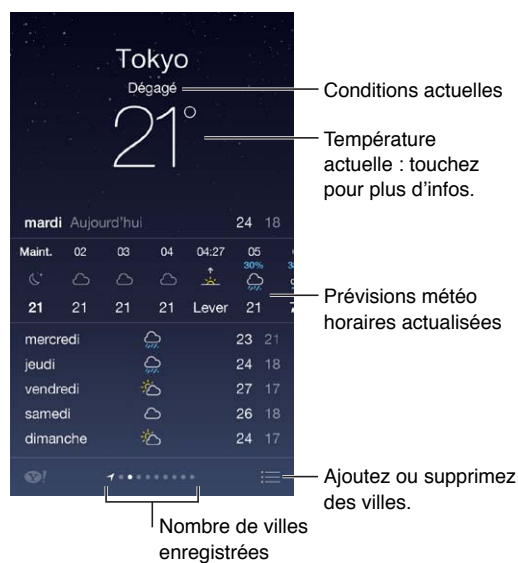 Tokyo
Dégagé
21°
Conditions actuelles
Température
actuelle : touchez
pour plus d'infos.
mardi Aujourd'hui 24 18
Maint. 02 03 04 04:27 05
30%
21 21 21 21 Lever 21
Prévisions météo
horaires actualisées
mercredi 23 21
jeudi 24 18
vendredi 27 17
samedi 26 18
dimanche 24 17
Y!
Ajoutez ou supprimez
des villes.
Nombre de villes
enregistrées